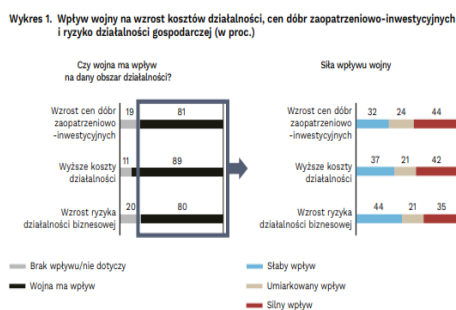 Wykres 1. Wpływ wojny na wzrost kosztów działalności, cen dóbr zaopatrzeniowo-inwestycyjnych
i ryzyko działalności gospodarczej (w proc.)
Czy wojna ma wpływ
na dany obszar działalności?
Wzrost cen dóbr
zaopatrzeniowo
-inwestycyjnych
19 81
Wyższe koszty
działalności
11 89
Wzrost ryzyka
działalności biznesowej
20 80
Brak wpływu/nie dotyczy
Wojna ma wpływ
Siła wpływu wojny
Wzrost cen dóbr
zaopatrzeniowo
-inwestycyjnych
32 24 44
Wyższe koszty
działalności
37 21 42
Wzrost ryzyka
działalności biznesowej
44 21 35
Słaby wpływ
Umiarkowany wpływ
Silny wpływ